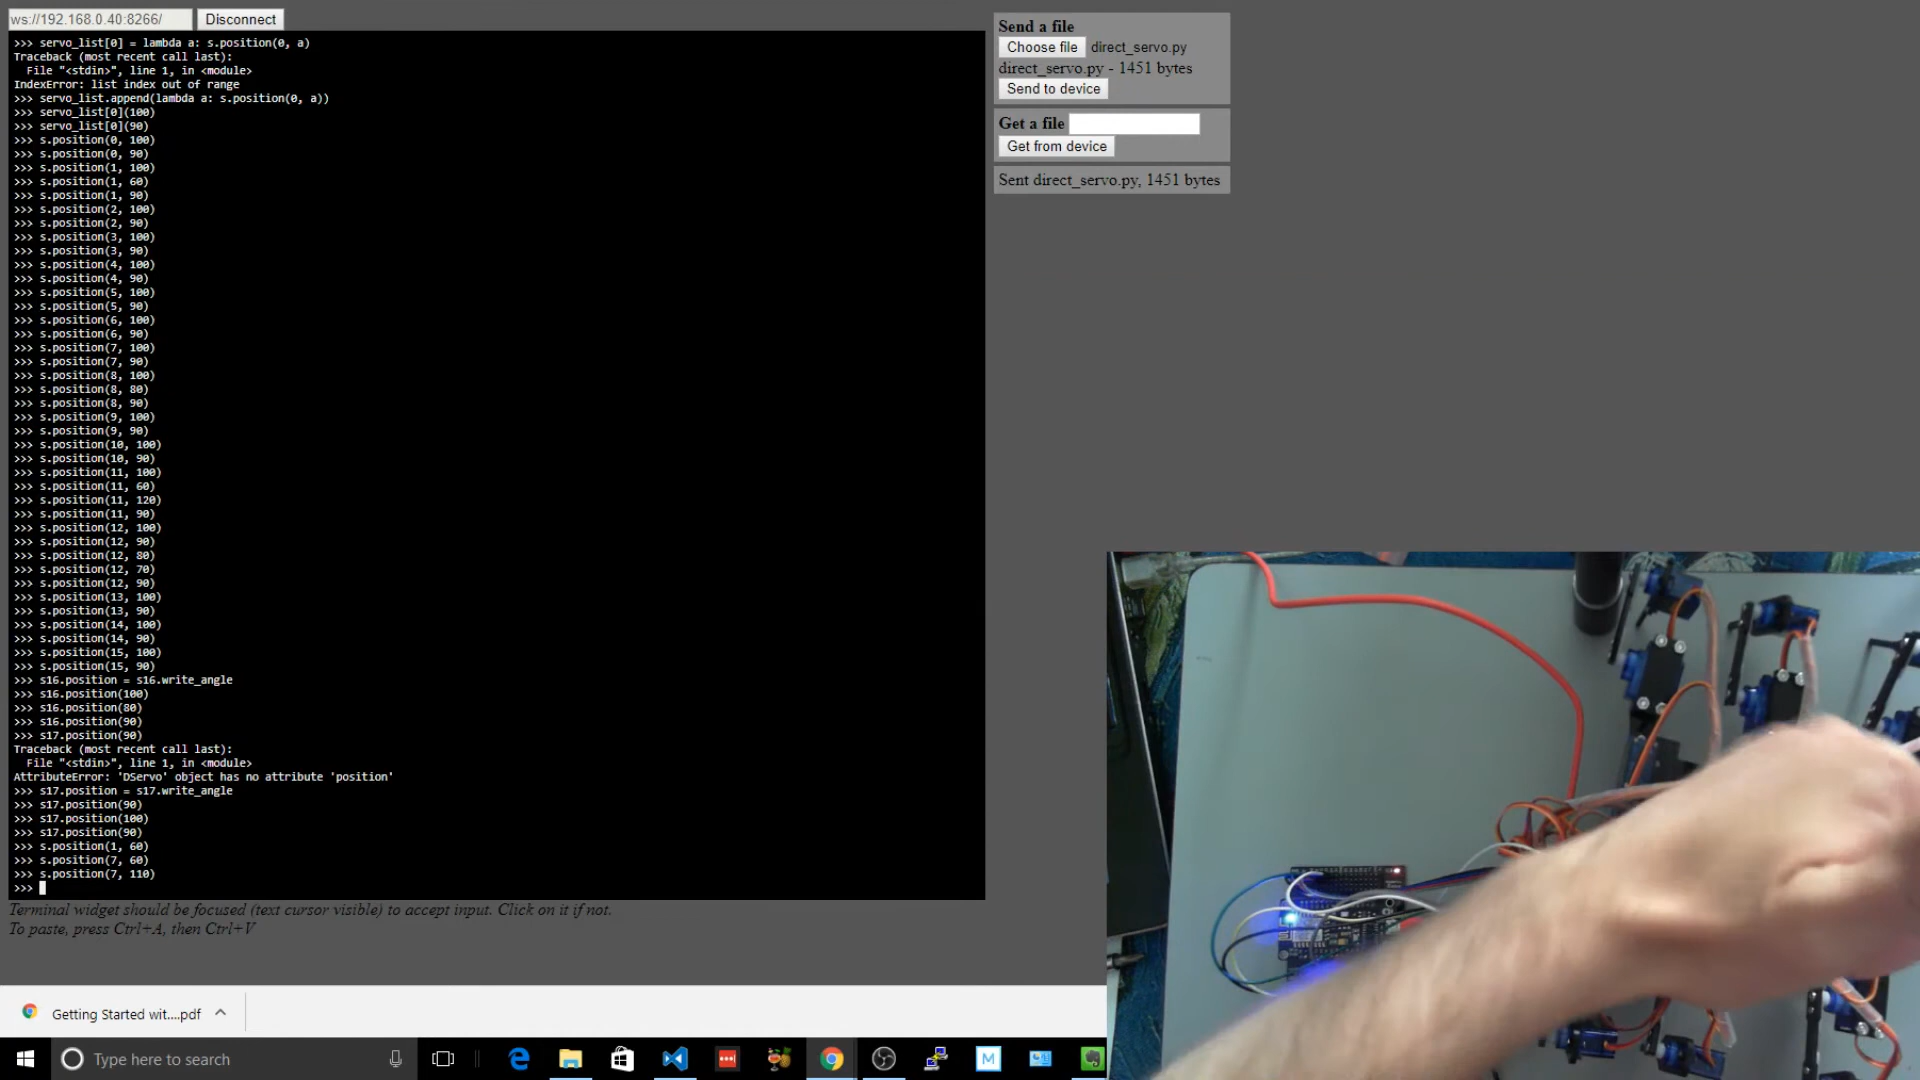 ws://192.168.0.40:8266/ Disconnect
>>> servo_list[0] = lambda a: s.position(0, a)
Traceback (most recent call last):
File "<stdin>", line 1, in <module>
IndexError: list index out of range
>>> servo_list.append(lambda a: s.position(0, a))
>>> servo_list[0](100)
>>> servo_list[0](90)
>>> s.position(0, 100)
>>> s.position(0, 90)
>>> s.position(1, 100)
>>> s.position(1, 60)
>>> s.position(1, 90)
>>> s.position(2, 100)
>>> s.position(2, 90)
>>> s.position(3, 100)
>>> s.position(3, 90)
>>> s.position(4, 100)
>>> s.position(4, 90)
>>> s.position(5, 100)
>>> s.position(5, 90)
>>> s.position(6, 100)
>>> s.position(6, 90)
>>> s.position(7, 100)
>>> s.position(7, 90)
>>> s.position(8, 100)
>>> s.position(8, 80)
>>> s.position(8, 90)
>>> s.position(9, 100)
>>> s.position(9, 90)
>>> s.position(10, 100)
>>> s.position(10, 90)
>>> s.position(11, 100)
>>> s.position(11, 60)
>>> s.position(11, 120)
>>> s.position(11, 90)
>>> s.position(12, 100)
>>> s.position(12, 90)
>>> s.position(12, 80)
>>> s.position(12, 70)
>>> s.position(12, 90)
>>> s.position(13, 100)
>>> s.position(13, 90)
>>> s.position(14, 100)
>>> s.position(14, 90)
>>> s.position(15, 100)
>>> s.position(15, 90)
>>> s16.position = s16.write_angle
>>> s16.position(100)
>>> s16.position(80)
>>> s16.position(90)
>>> s17.position(90)
Traceback (most recent call last):
File "<stdin>", line 1, in <module>
AttributeError: 'DServo' object has no attribute 'position'
>>> s17.position = s17.write_angle
>>> s17.position(90)
>>> s17.position(100)
>>> s17.position(90)
>>> s.position(1, 60)
>>> s.position(7, 60)
>>> s.position(7, 110)
>>>
Terminal widget should be focused (text cursor visible) to accept input. Click on it if not.
To paste, press Ctrl+A, then Ctrl+V
Send a file
Choose file direct_servo.py
direct_servo.py - 1451 bytes
Send to device
Get a file
Get from device
Sent direct_servo.py, 1451 bytes
Getting Started wit....pdf
Type here to search
M